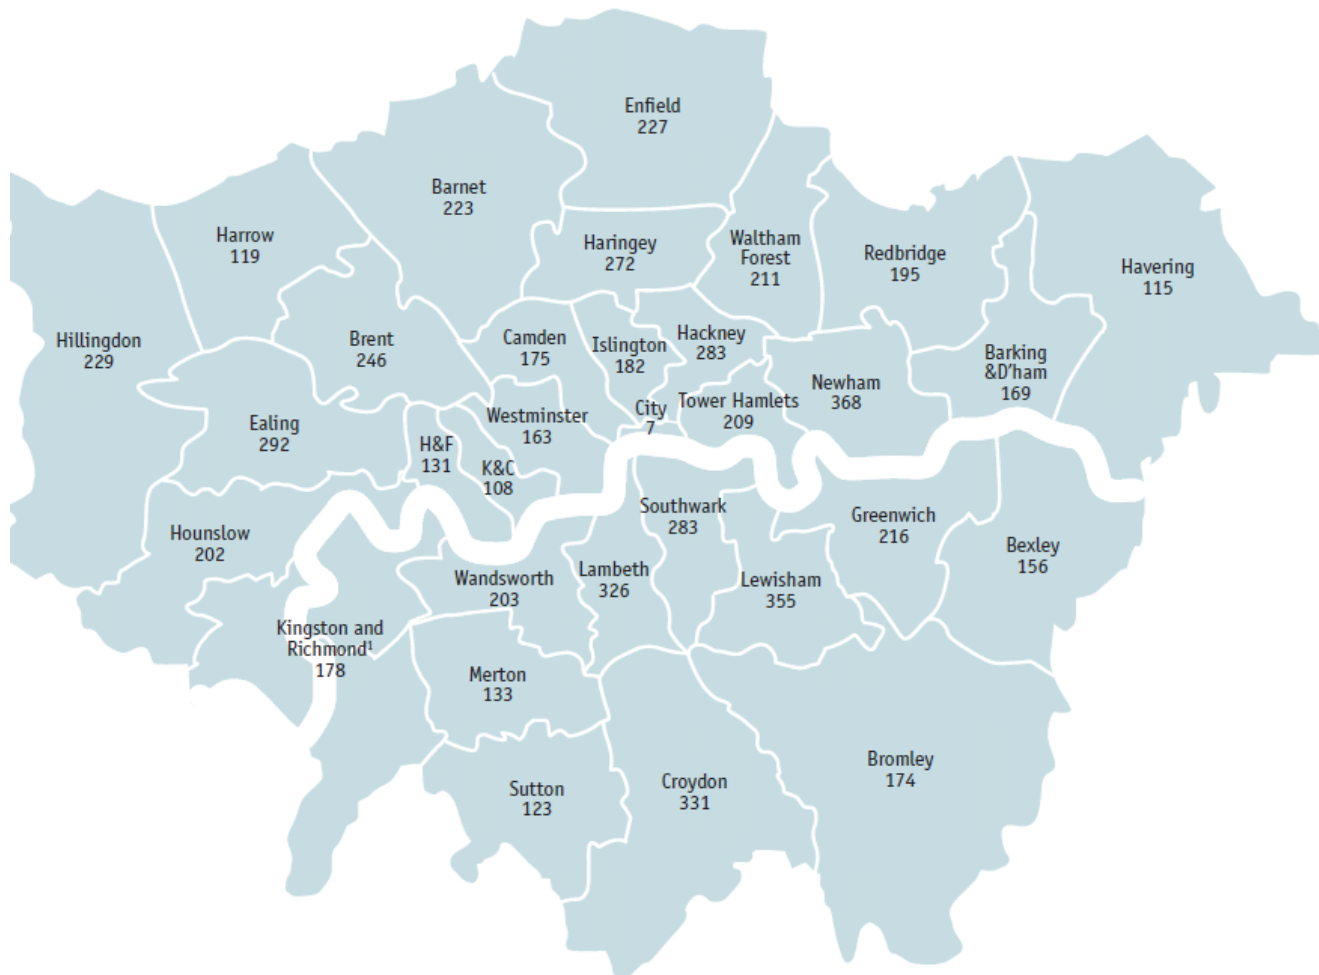 Enfield
227
Barnet
223
Harrow
119
Haringey
272
Waltham
Forest
211
Redbridge
195
Havering
115
Hillingdon
229
Brent
246
Camden
175
Islington
182
Hackney
283
Barking
&D'ham
169
Newham
368
Tower Hamlets
209
City
7
Westminster
163
Ealing
292
H&F
131
K&C
108
Southwark
283
Greenwich
216
Hounslow
202
Bexley
156
Wandsworth
203
Lambeth
326
Lewisham
355
Kingston and
Richmond¹
178
Merton
133
Bromley
174
Sutton
123
Croydon
331